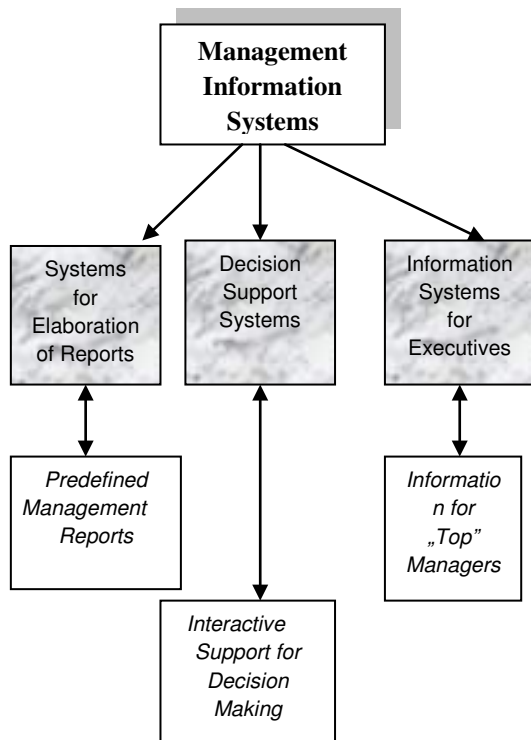 Management
Information
Systems
Systems
for
Elaboration
of Reports
Decision
Support
Systems
Information
Systems
for
Executives
Predefined
Management
Reports
Informatio
n for
„Top”
Managers
Interactive
Support for
Decision
Making